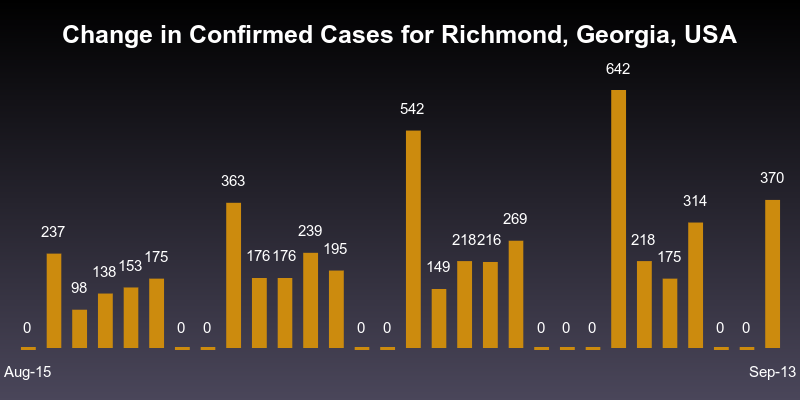 Change in Confirmed Cases for Richmond, Georgia, USA
0 237 98 138 153 175 0 0 363 176 176 239 195 0 0 542 149 218 216 269 0 0 0 642 218 175 314 0 0 370
Aug-15 Sep-13